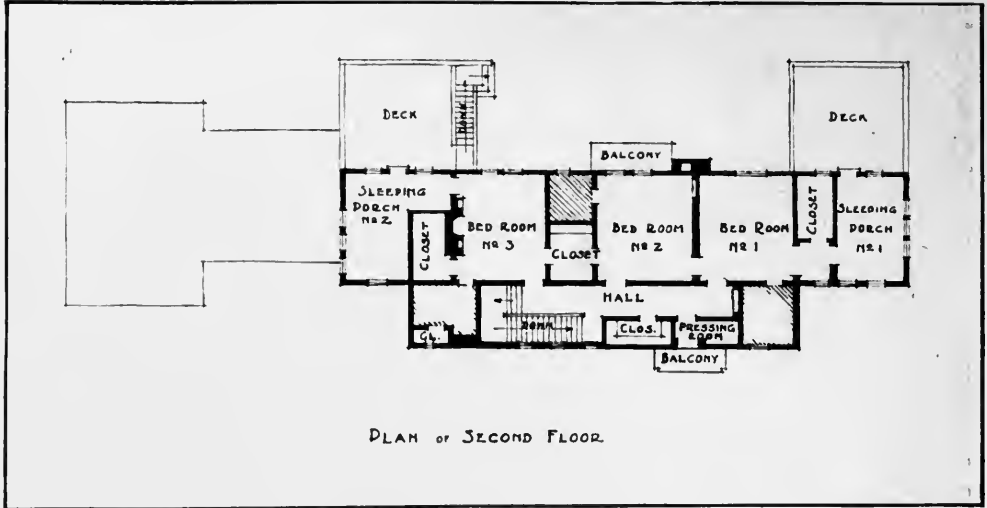 DECK
DOWN
DECK
BALCONY
SLEEPING
PORCH
No 2
CLOSET
BED ROOM
No 3
CLOSET
BED ROOM
No 2
BED ROOM
No 1
CLOSET
SLEEPING
PORCH
No 1
HALL
DOWN
CLOS.
PRESSING
ROOM
CL.
BALCONY
PLAN OF SECOND FLOOR